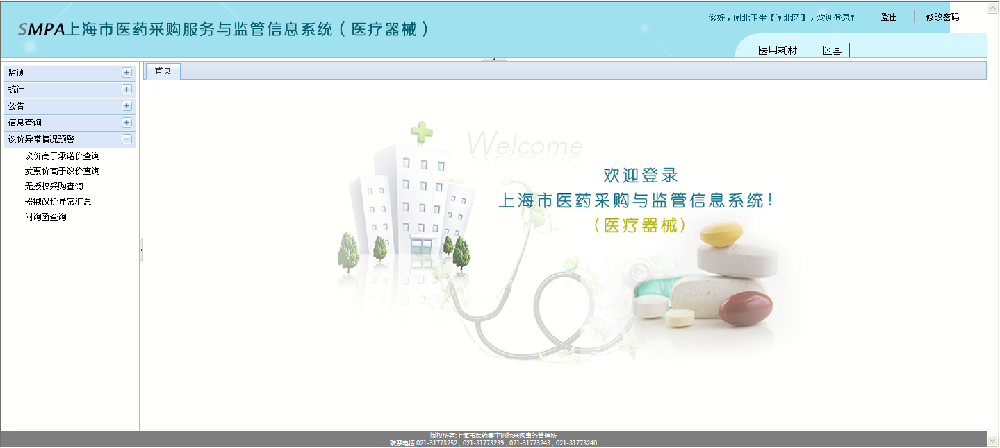 SMPA上海市医药采购服务与监管信息系统（医疗器械）
您好，闸北卫生【闸北区】，欢迎登录！
登出
修改密码
医用耗材
区县
监测
统计
公告
信息查询
议价异常情况预警
议价高于承诺价查询
发票价高于议价查询
无授权采购查询
器械议价异常汇总
问询函查询
首页
Welcome
欢迎登录
上海市医药采购与监管信息系统！
（医疗器械）
版权所有:上海市医药集中招标采购事务管理所
联系电话:021-31773252，021-31773239，021-31773243，021-31773240